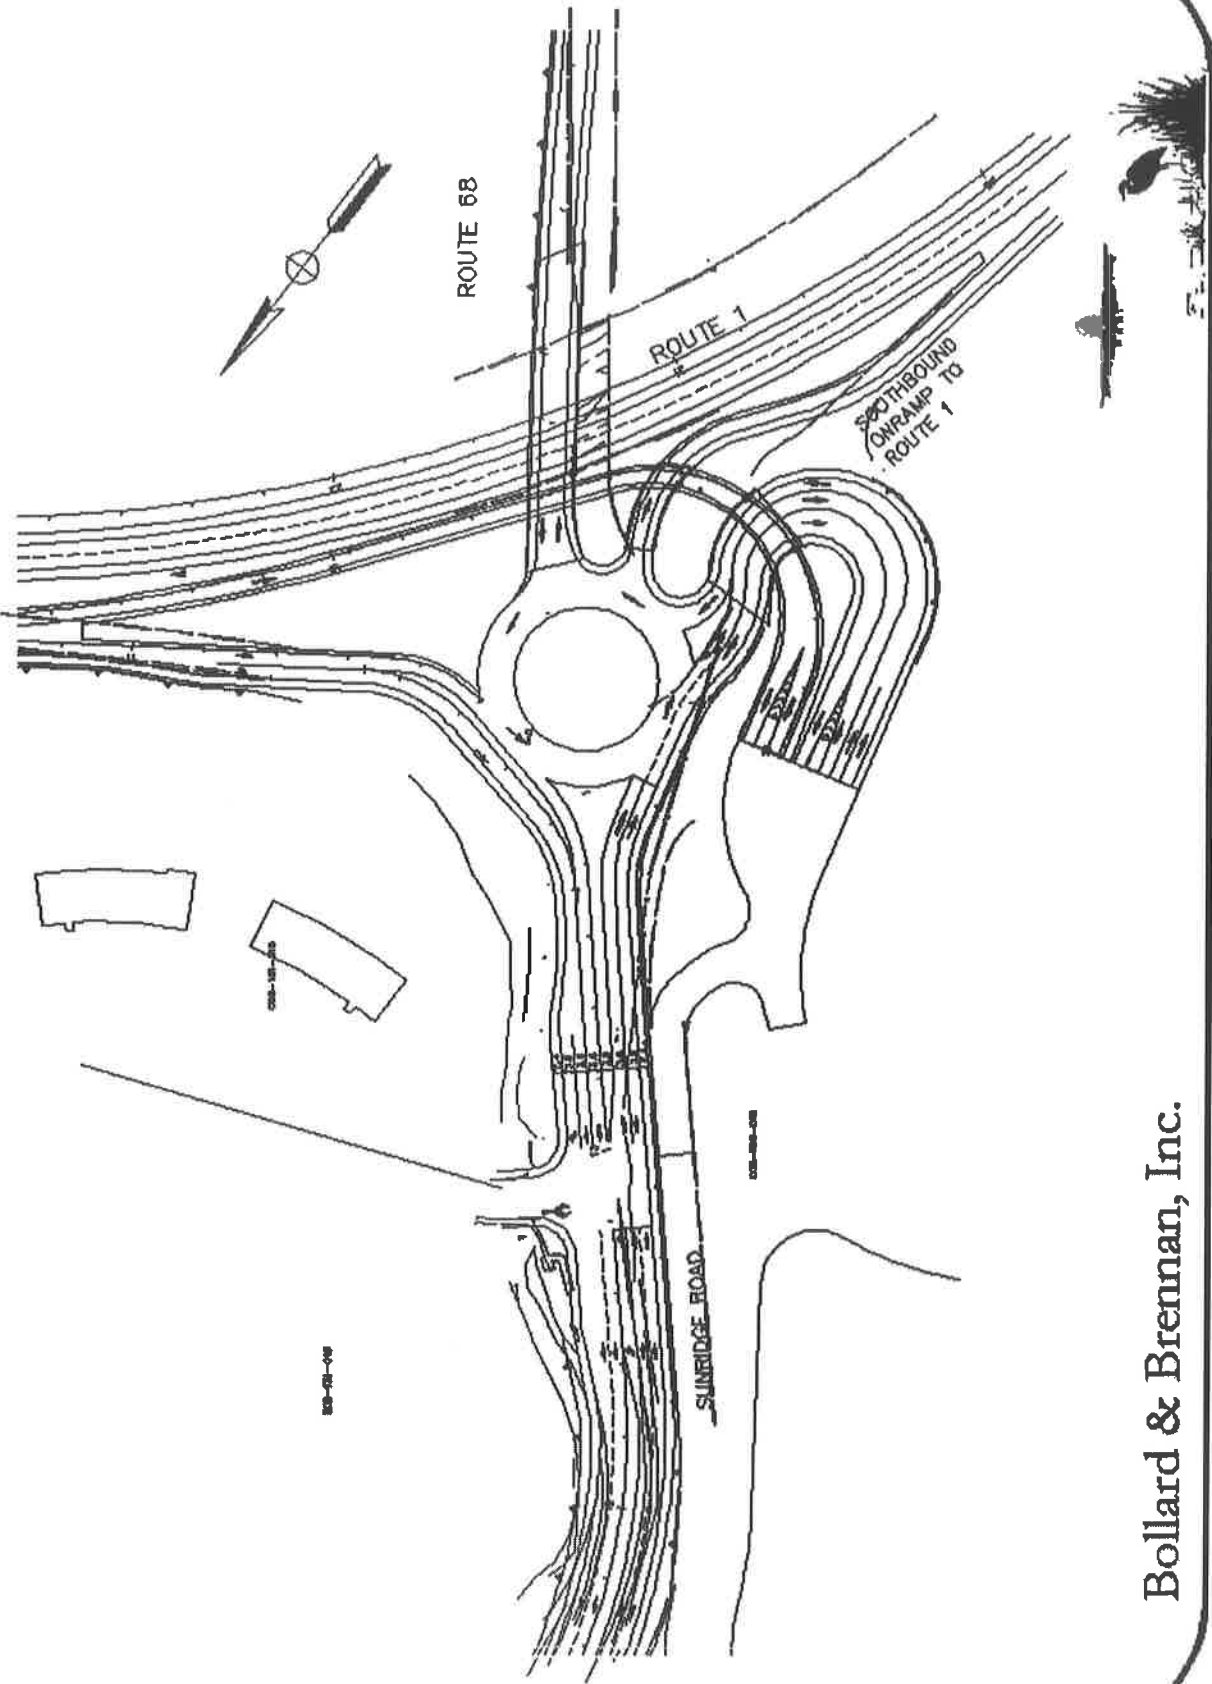 ROUTE 68
ROUTE 1
SOUTHBOUND
ONRAMP TO
ROUTE 1
SUNRIDGE ROAD
Bollard & Brennan, Inc.